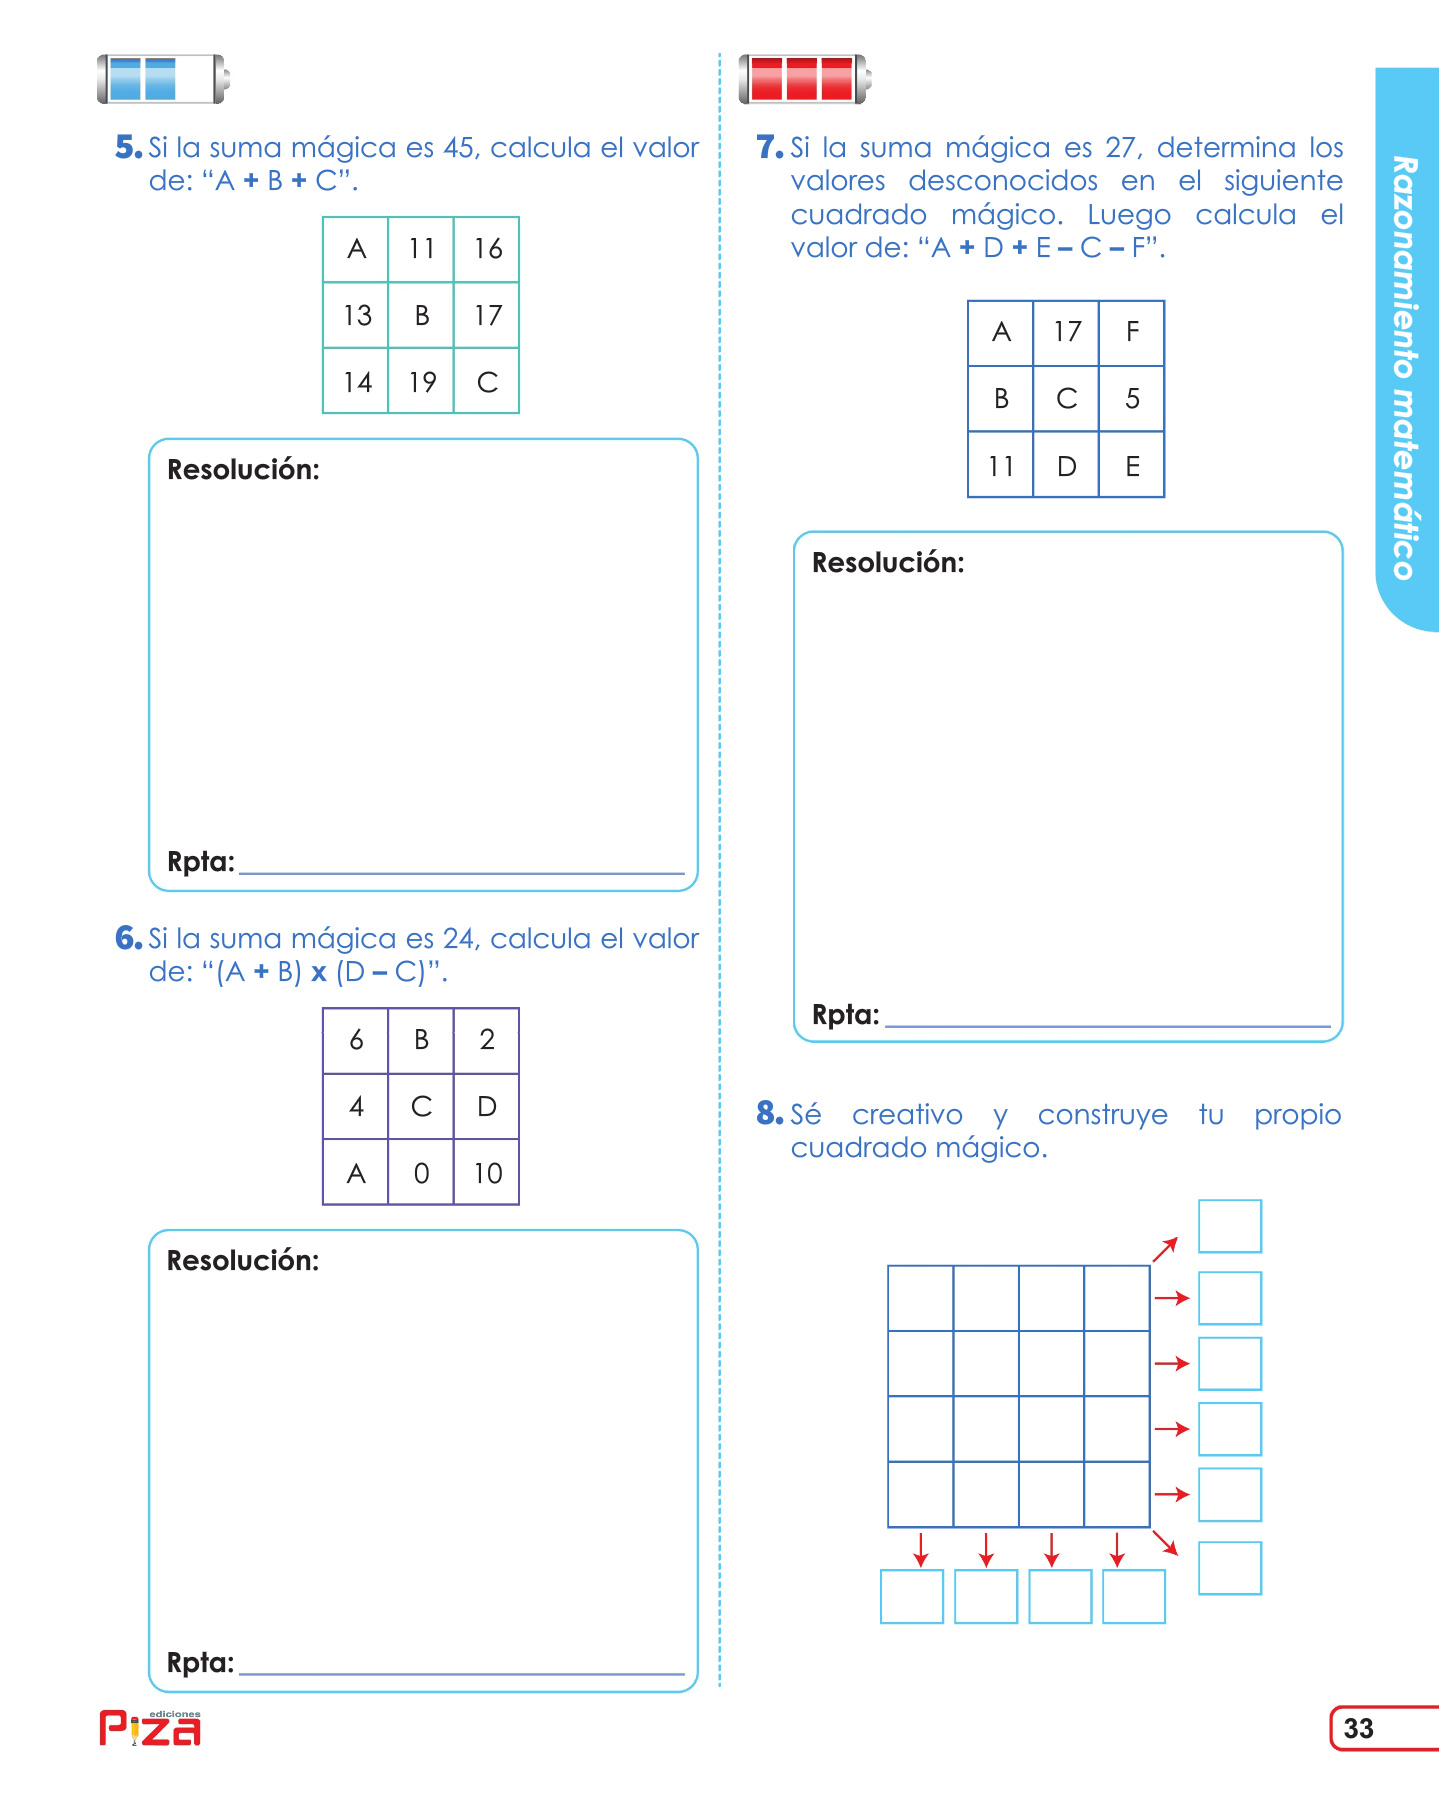 5. Si la suma mágica es 45, calcula el valor
de: “A + B + C”.
A 11 16
13 B 17
14 19 C
Resolución:
Rpta:
6. Si la suma mágica es 24, calcula el valor
de: “(A + B) x (D – C)”.
6 B 2
4 C D
A 0 10
Resolución:
Rpta:
7. Si la suma mágica es 27, determina los
valores desconocidos en el siguiente
cuadrado mágico. Luego calcula el
valor de: “A + D + E – C – F”.
A 17 F
B C 5
11 D E
Resolución:
Rpta:
8. Sé creativo y construye tu propio
cuadrado mágico.
Razonamiento matemático
ediciones
Piza
33